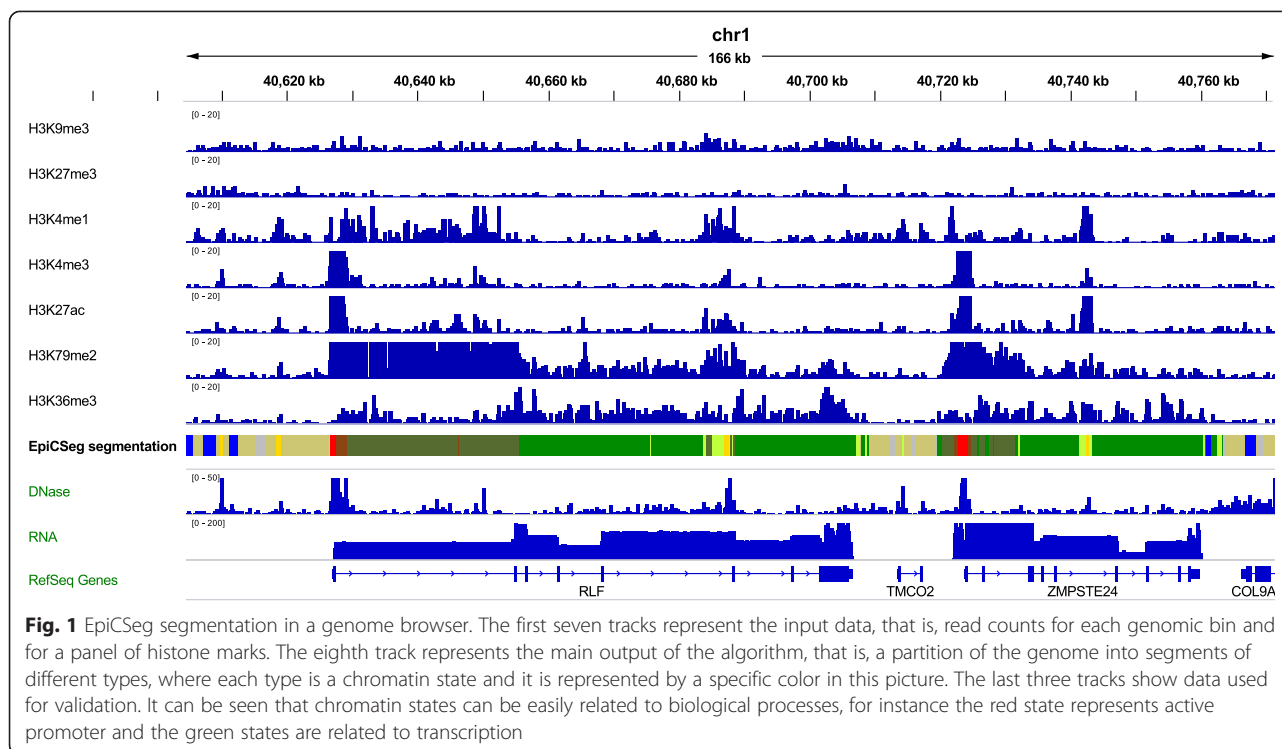 chr1
166 kb
40,620 kb 40,640 kb 40,660 kb 40,680 kb 40,700 kb 40,720 kb 40,740 kb 40,760 kb
[0 - 20]
H3K9me3
[0 - 20]
H3K27me3
[0 - 20]
H3K4me1
[0 - 20]
H3K4me3
[0 - 20]
H3K27ac
[0 - 20]
H3K79me2
[0 - 20]
H3K36me3
EpiCSeg segmentation
[0 - 50]
DNase
[0 - 200]
RNA
RefSeq Genes
RLF TMCO2 ZMPSTE24 COL9A
Fig. 1 EpiCSeg segmentation in a genome browser. The first seven tracks represent the input data, that is, read counts for each genomic bin and
for a panel of histone marks. The eighth track represents the main output of the algorithm, that is, a partition of the genome into segments of
different types, where each type is a chromatin state and it is represented by a specific color in this picture. The last three tracks show data used
for validation. It can be seen that chromatin states can be easily related to biological processes, for instance the red state represents active
promoter and the green states are related to transcription